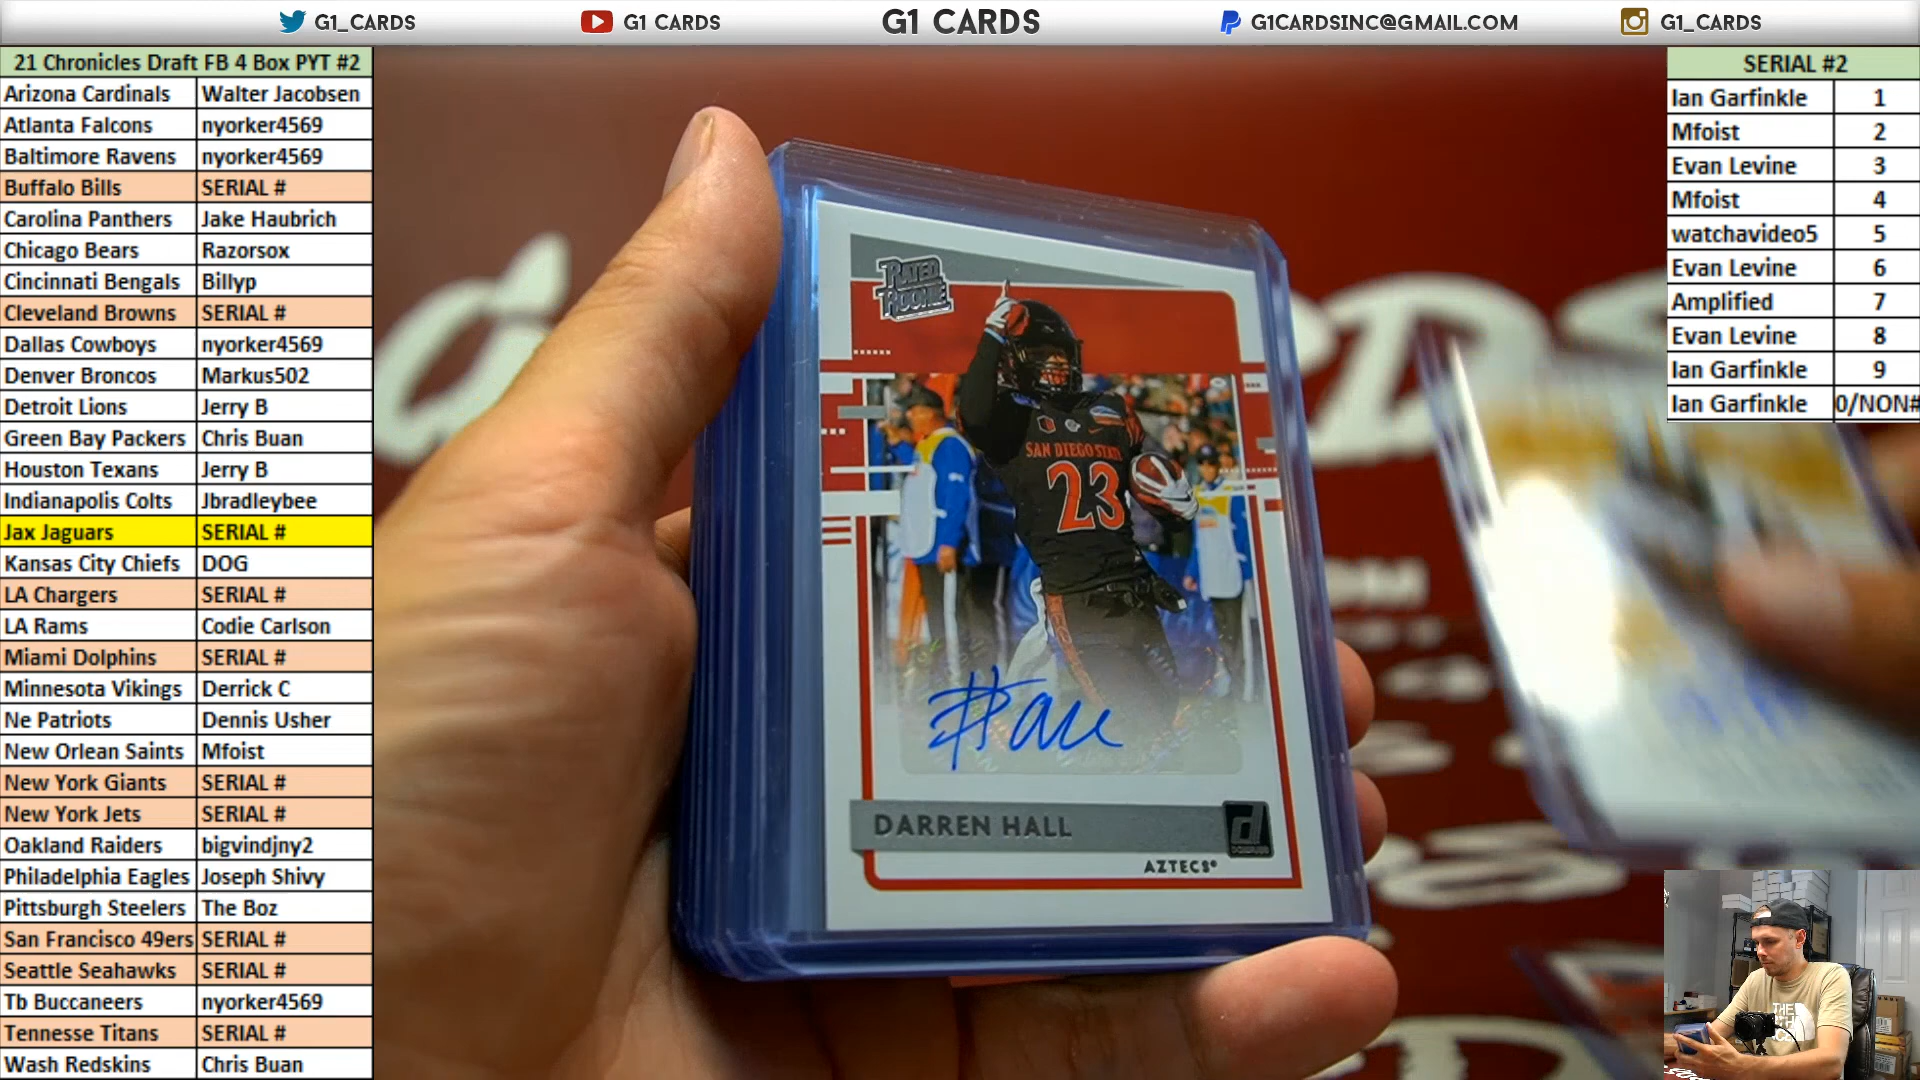 G1_CARDS
G1 CARDS
G1 CARDS
G1CARDSINC@GMAIL.COM
G1_CARDS
21 Chronicles Draft FB 4 Box PYT #2
Arizona Cardinals Walter Jacobsen
Atlanta Falcons nyorker4569
Baltimore Ravens nyorker4569
Buffalo Bills SERIAL #
Carolina Panthers Jake Haubrich
Chicago Bears Razorsox
Cincinnati Bengals Billyp
Cleveland Browns SERIAL #
Dallas Cowboys nyorker4569
Denver Broncos Markus502
Detroit Lions Jerry B
Green Bay Packers Chris Buan
Houston Texans Jerry B
Indianapolis Colts Jbradleybee
Jax Jaguars SERIAL #
Kansas City Chiefs DOG
LA Chargers SERIAL #
LA Rams Codie Carlson
Miami Dolphins SERIAL #
Minnesota Vikings Derrick C
Ne Patriots Dennis Usher
New Orlean Saints Mfoist
New York Giants SERIAL #
New York Jets SERIAL #
Oakland Raiders bigvindjny2
Philadelphia Eagles Joseph Shivy
Pittsburgh Steelers The Boz
San Francisco 49ers SERIAL #
Seattle Seahawks SERIAL #
Tb Buccaneers nyorker4569
Tennesse Titans SERIAL #
Wash Redskins Chris Buan
RATED
ROOKIE
SAN DIEGO STATE
23
DARREN HALL
AZTECS
SERIAL #2
Ian Garfinkle 1
Mfoist 2
Evan Levine 3
Mfoist 4
watchavideo5 5
Evan Levine 6
Amplified 7
Evan Levine 8
Ian Garfinkle 9
Ian Garfinkle 0/NON#